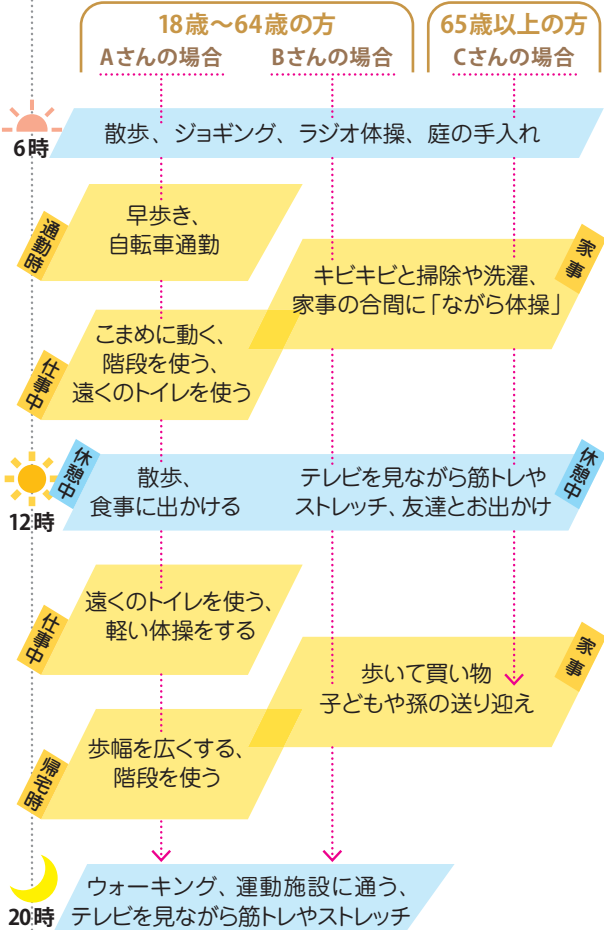 18歳～64歳の方
65歳以上の方
Aさんの場合
Bさんの場合
Cさんの場合
6時
散歩、ジョギング、ラジオ体操、庭の手入れ
通勤時
早歩き、
自転車通勤
家事
キビキビと掃除や洗濯、
家事の合間に「ながら体操」
仕事中
こまめに動く、
階段を使う、
遠くのトイレを使う
12時
休憩中
散歩、
食事に出かける
テレビを見ながら筋トレや
ストレッチ、友達とお出かけ
休憩中
仕事中
遠くのトイレを使う、
軽い体操をする
家事
歩いて買い物
子どもや孫の送り迎え
帰宅時
歩幅を広くする、
階段を使う
20時
ウォーキング、運動施設に通う、
テレビを見ながら筋トレやストレッチ